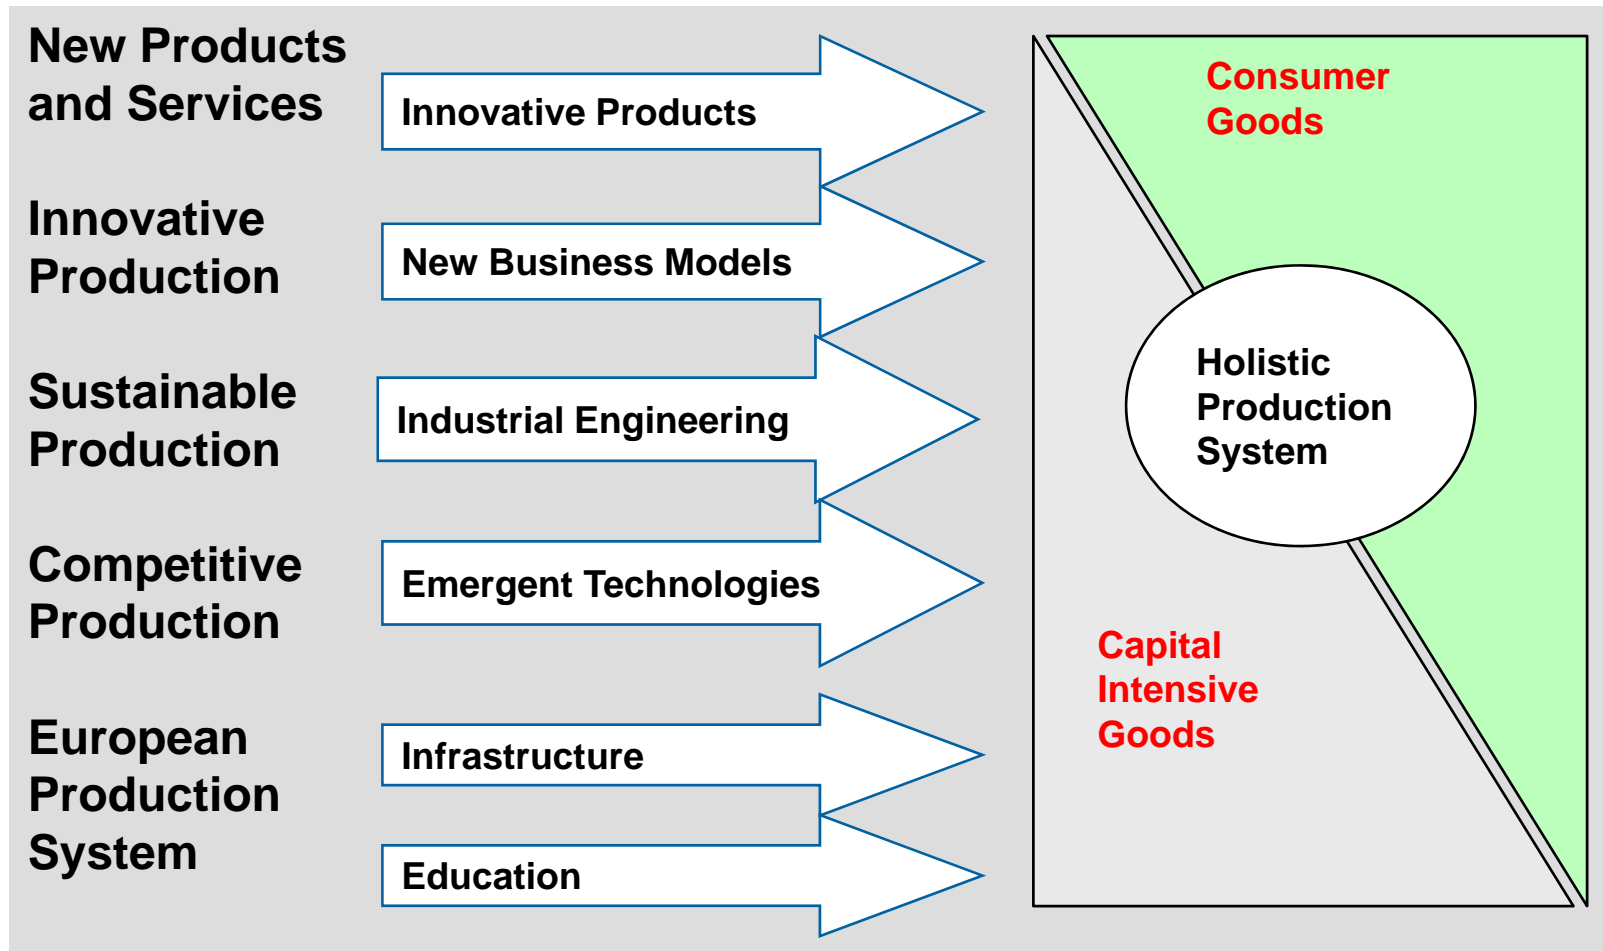 New Products
and Services
Innovative
Production
Sustainable
Production
Competitive
Production
European
Production
System
Innovative Products
New Business Models
Industrial Engineering
Emergent Technologies
Infrastructure
Education
Consumer
Goods
Holistic
Production
System
Capital
Intensive
Goods